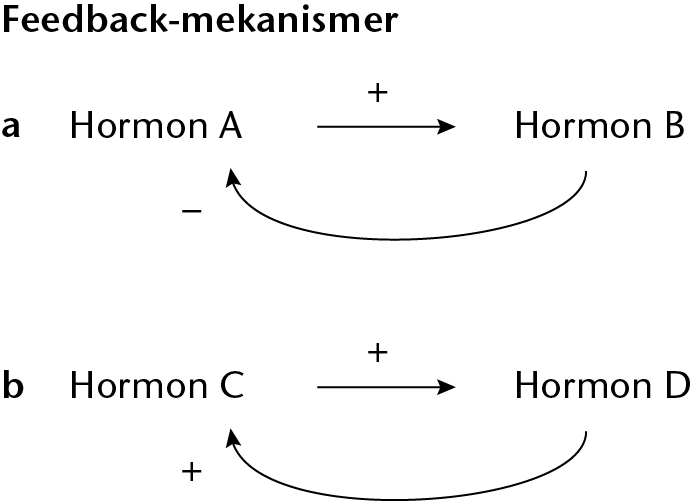 Feedback-mekanismer
+
a Hormon A Hormon B
−
+
b Hormon C Hormon D
+